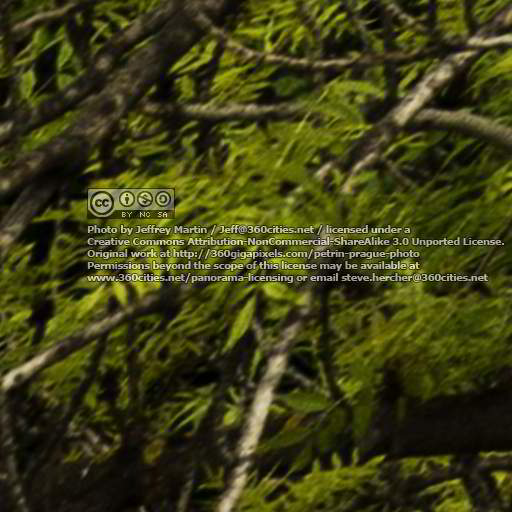 cc BY NC SA
Photo by Jeffrey Martin / Jeff@360cities.net / licensed under a
Creative Commons Attribution-NonCommercial-ShareAlike 3.0 Unported License.
Original work at http://360gigapixels.com/petrin-prague-photo
Permissions beyond the scope of this license may be available at
www.360cities.net/panorama-licensing or email steve.hercher@360cities.net